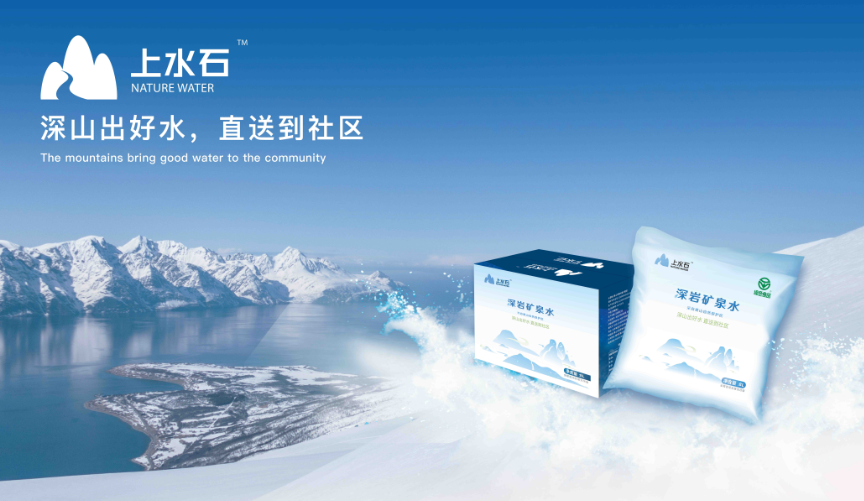 上水石 TM
NATURE WATER
深山出好水，直送到社区
The mountains bring good water to the community
上水石
深岩矿泉水
上水石
深岩矿泉水
深山出好水 直送到社区